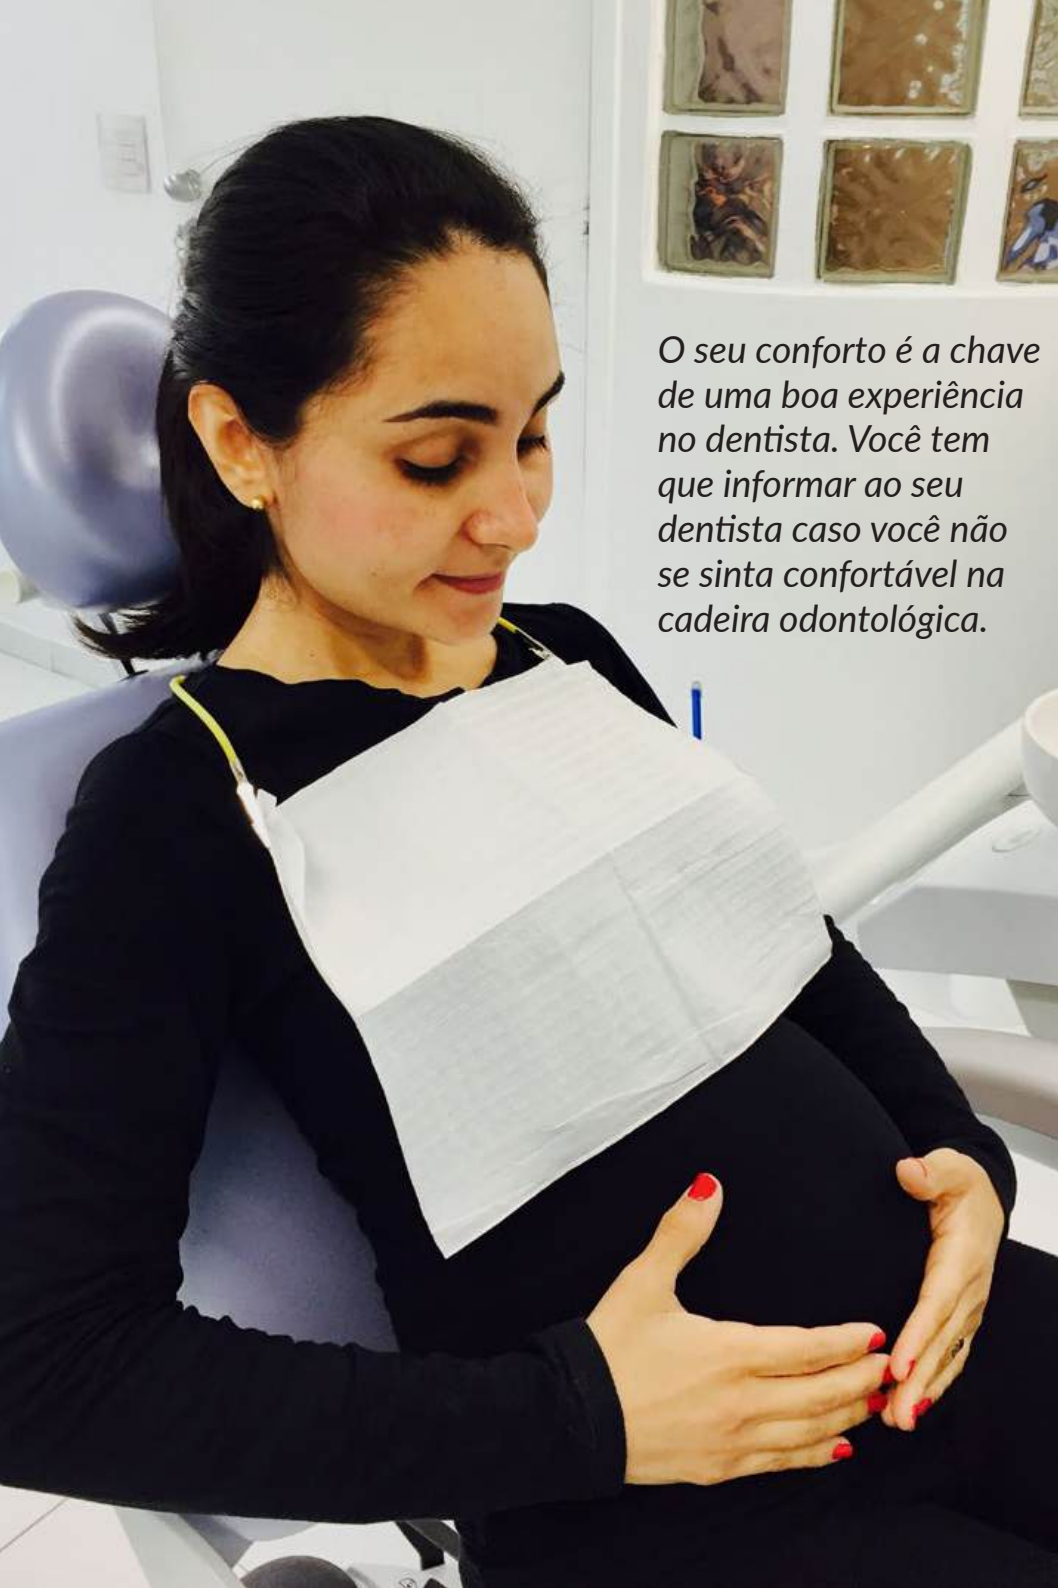 O seu conforto é a chave
de uma boa experiência
no dentista. Você tem
que informar ao seu
dentista caso você não
se sinta confortável na
cadeira odontológica.